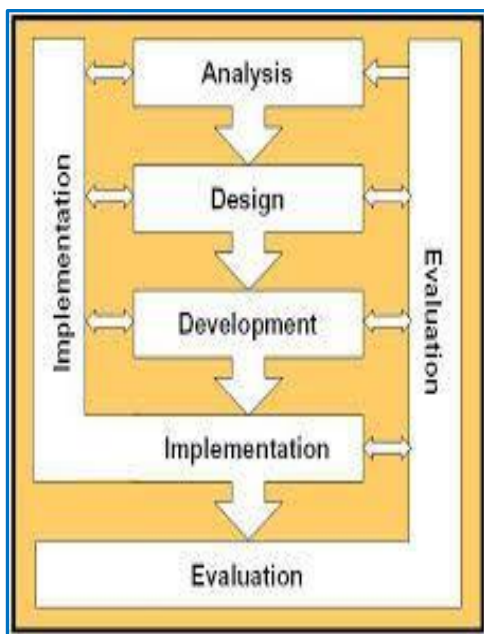 Analysis
Design
Development
Implementation
Evaluation
Implementation
Evaluation